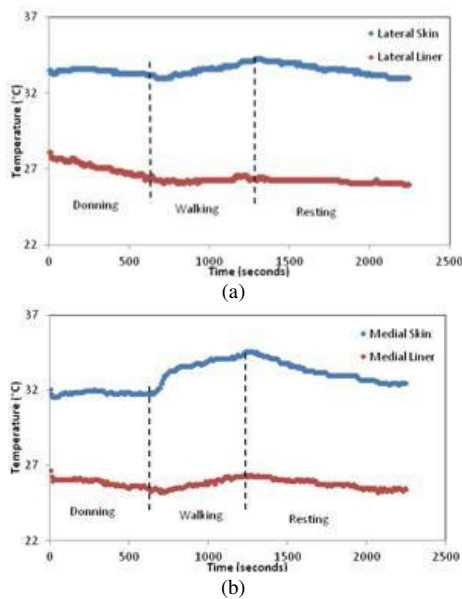 37
Lateral Skin
Lateral Liner
32
Temperature (°C)
27
Donning
Walking
Resting
22
0
500
1000
1500
2000
2500
Time (seconds)
(a)
37
Medial Skin
Medial Liner
32
Temperature (°C)
27
Donning
Walking
Resting
22
0
500
1000
1500
2000
2500
Time (seconds)
(b)